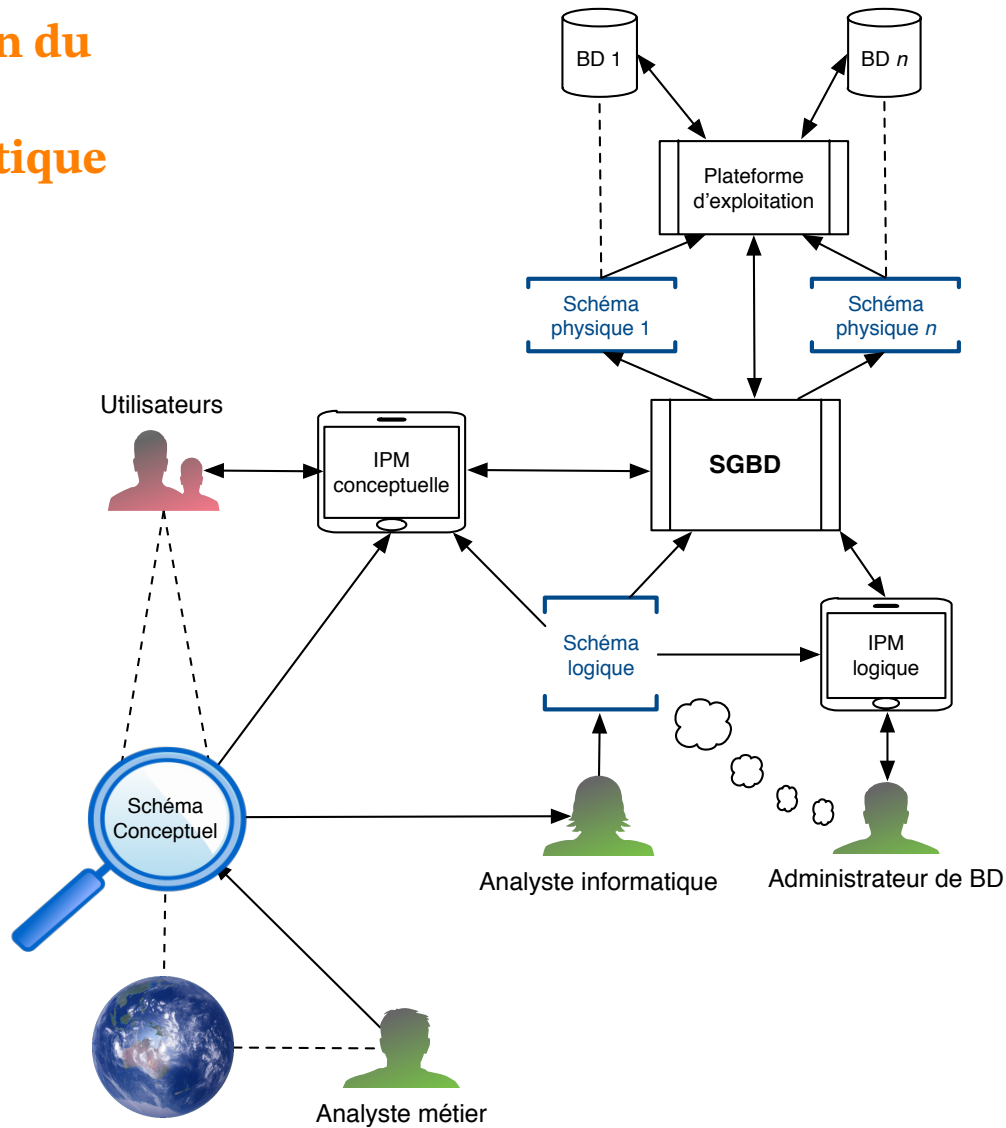 n du
tique
BD 1
BD n
Plateforme
d'exploitation
Schéma
physique 1
Schéma
physique n
Utilisateurs
IPM
conceptuelle
SGBD
Schéma
logique
IPM
logique
Schéma
Conceptuel
Analyste informatique
Administrateur de BD
Analyste métier